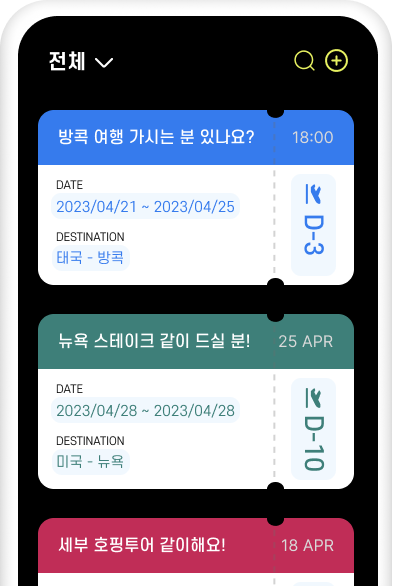 전체
방콕 여행 가시는 분 있나요? 18:00
DATE
2023/04/21 ~ 2023/04/25
DESTINATION
태국 - 방콕
D-3
뉴욕 스테이크 같이 드실 분! 25 APR
DATE
2023/04/28 ~ 2023/04/28
DESTINATION
미국 - 뉴욕
D-10
세부 호핑투어 같이해요! 18 APR